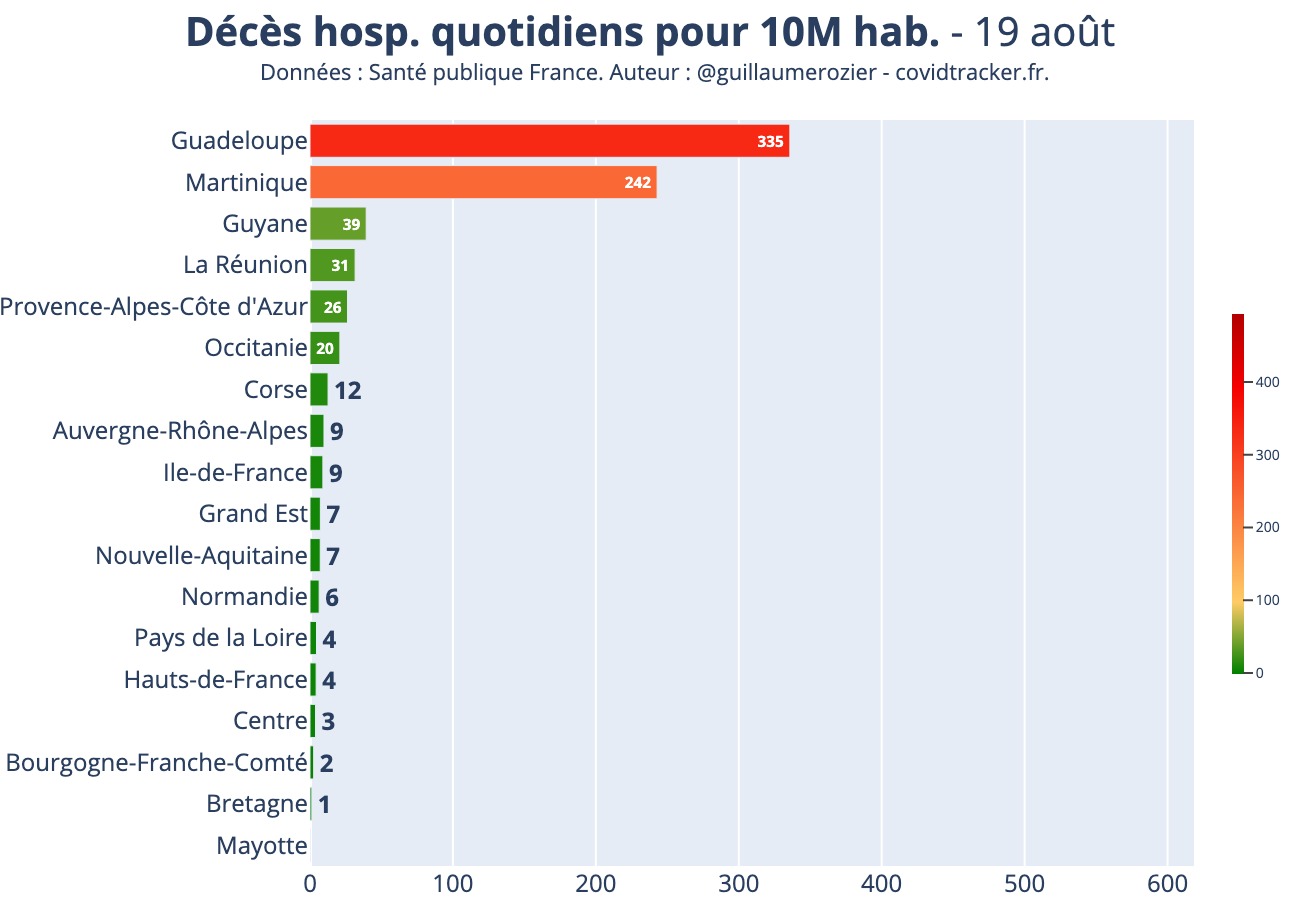 Décès hosp. quotidiens pour 10M hab. - 19 août
Données : Santé publique France. Auteur : @guillaumerozier - covidtracker.fr.
Guadeloupe 335
Martinique 242
Guyane 39
La Réunion 31
Provence-Alpes-Côte d'Azur 26
Occitanie 20
Corse 12
Auvergne-Rhône-Alpes 9
Ile-de-France 9
Grand Est 7
Nouvelle-Aquitaine 7
Normandie 6
Pays de la Loire 4
Hauts-de-France 4
Centre 3
Bourgogne-Franche-Comté 2
Bretagne 1
Mayotte
0 100 200 300 400 500 600
400
300
200
100
0